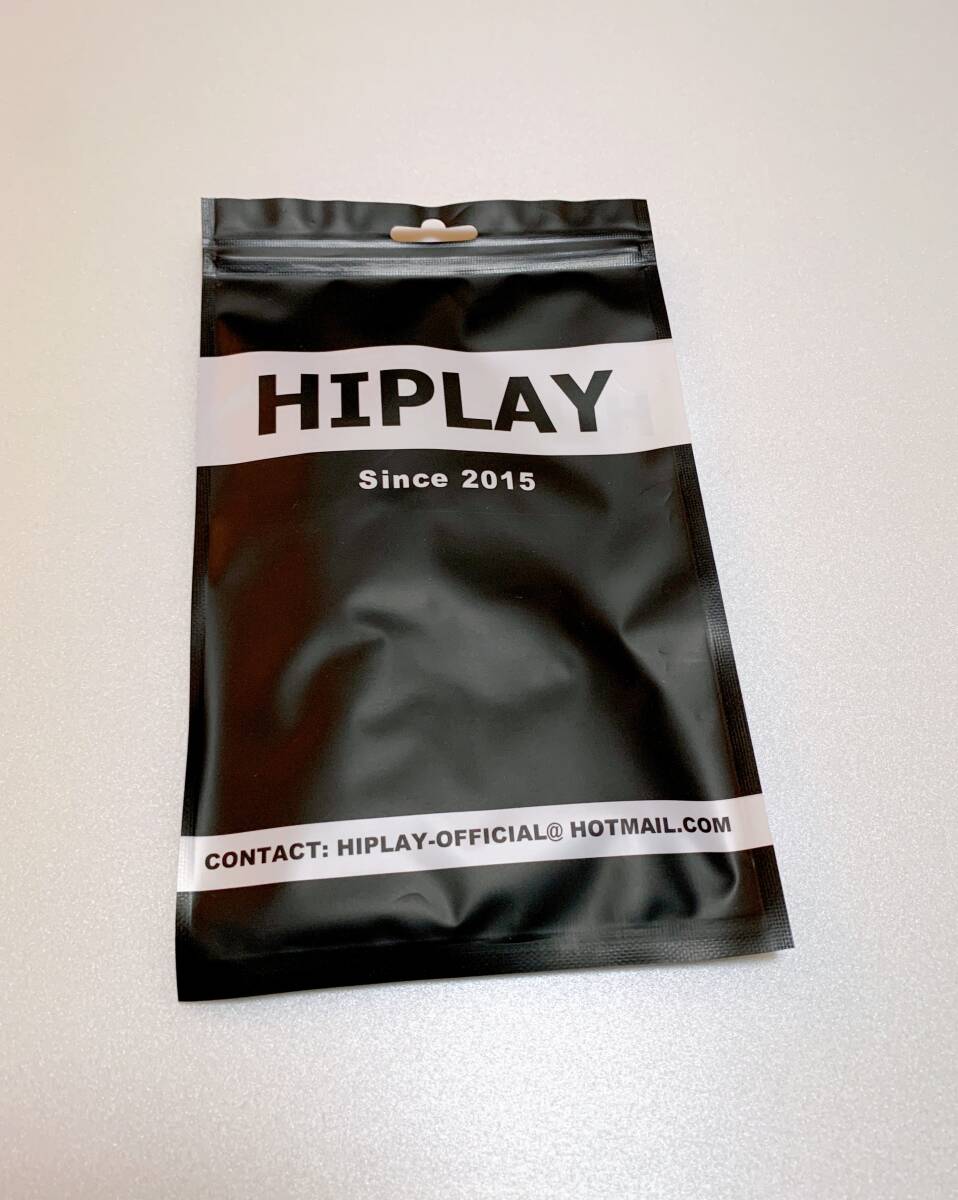 HIPLAY
Since 2015
CONTACT: HIPLAY-OFFICIAL@ HOTMAIL.COM